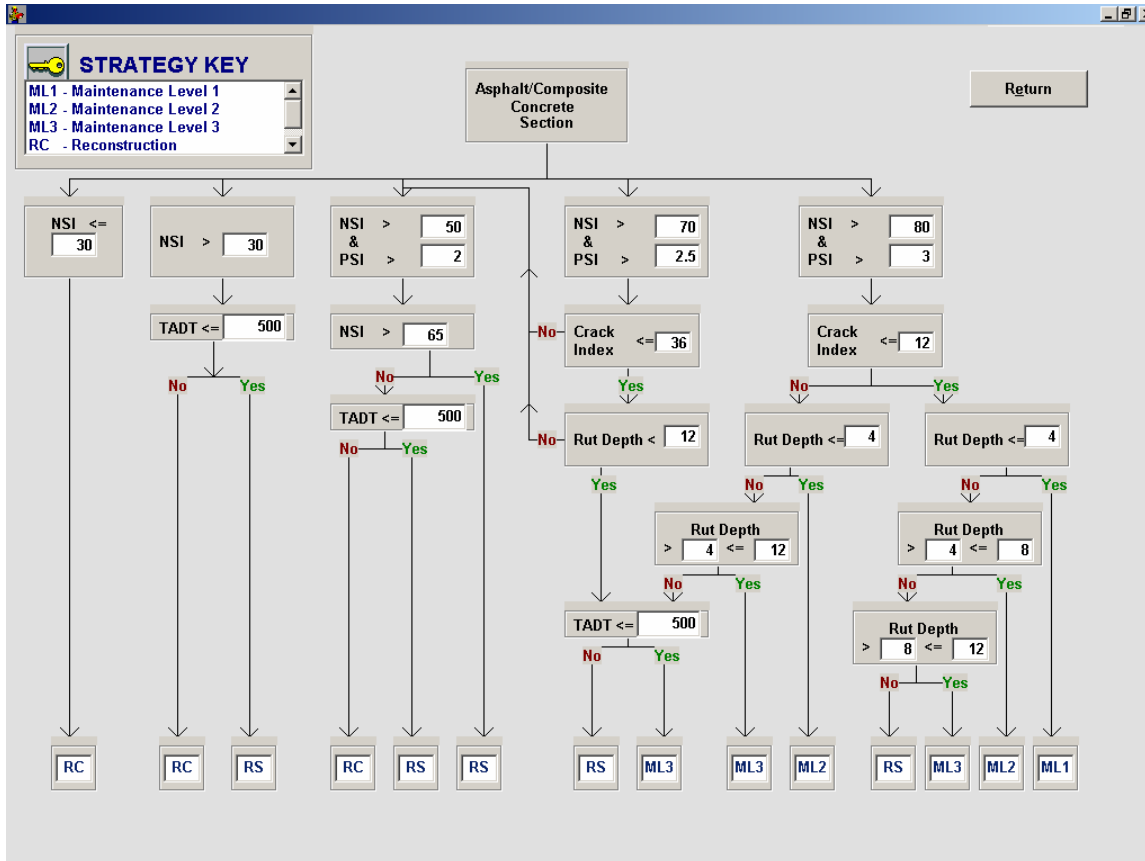 STRATEGY KEY
ML1 - Maintenance Level 1
ML2 - Maintenance Level 2
ML3 - Maintenance Level 3
RC - Reconstruction
Asphalt/Composite
Concrete
Section
Return
NSI <=
30
NSI > 30
NSI > 50
&
PSI > 2
NSI > 70
&
PSI > 2.5
NSI > 80
&
PSI > 3
TADT <= 500
NSI > 65
No
Crack
Index <= 36
Crack
Index <= 12
No Yes
No Yes
Yes
No Yes
TADT <= 500
No
Rut Depth < 12
Rut Depth <= 4
Rut Depth <= 4
No Yes
Yes
No Yes
No Yes
Rut Depth
> 4 <= 12
Rut Depth
> 4 <= 8
No Yes
No Yes
TADT <= 500
Rut Depth
> 8 <= 12
No Yes
No Yes
RC
RC
RS
RC
RS
RS
RS
ML3
ML3
ML2
RS
ML3
ML2
ML1